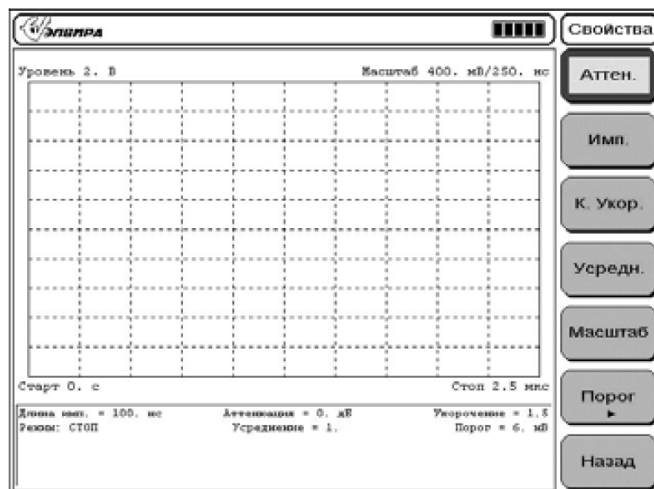 ЭЛВИРА
Свойства
Уровень 2. В
Масштаб 400. мВ/250. нс
Аттен.
Имп.
К. Укор.
Усредн.
Масштаб
Порог
Назад
Старт 0. с
Стоп 2.5 мкс
Длина имп. = 100. нс
Аттенюация = 0. дБ
Укорочение = 1.5
Режим: СТОП
Усреднение = 1.
Порог = 6. мВ